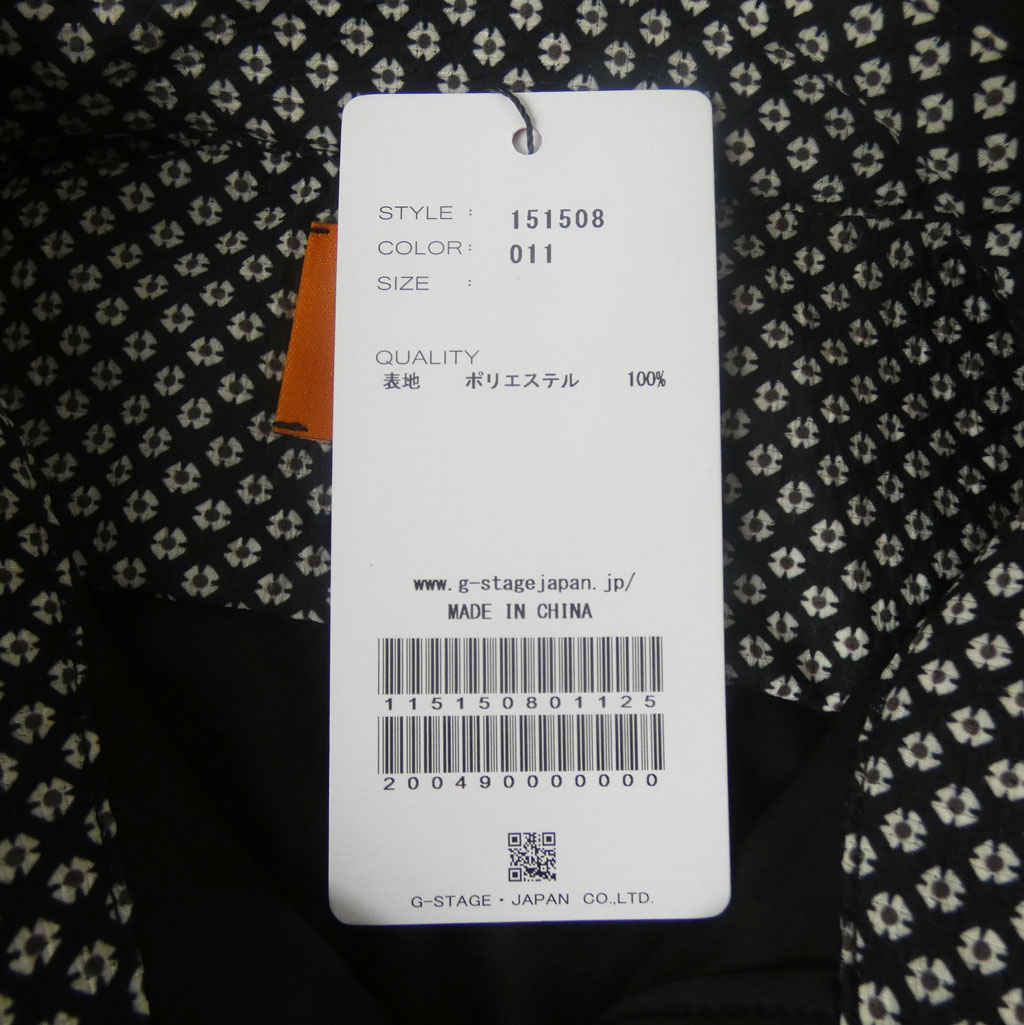 STYLE : 151508
COLOR : 011
SIZE :
QUALITY
表地 ポリエステル 100%
www.g-stagejapan.jp/
MADE IN CHINA
115150801125
2004900000000
G-STAGE・JAPAN CO.,LTD.